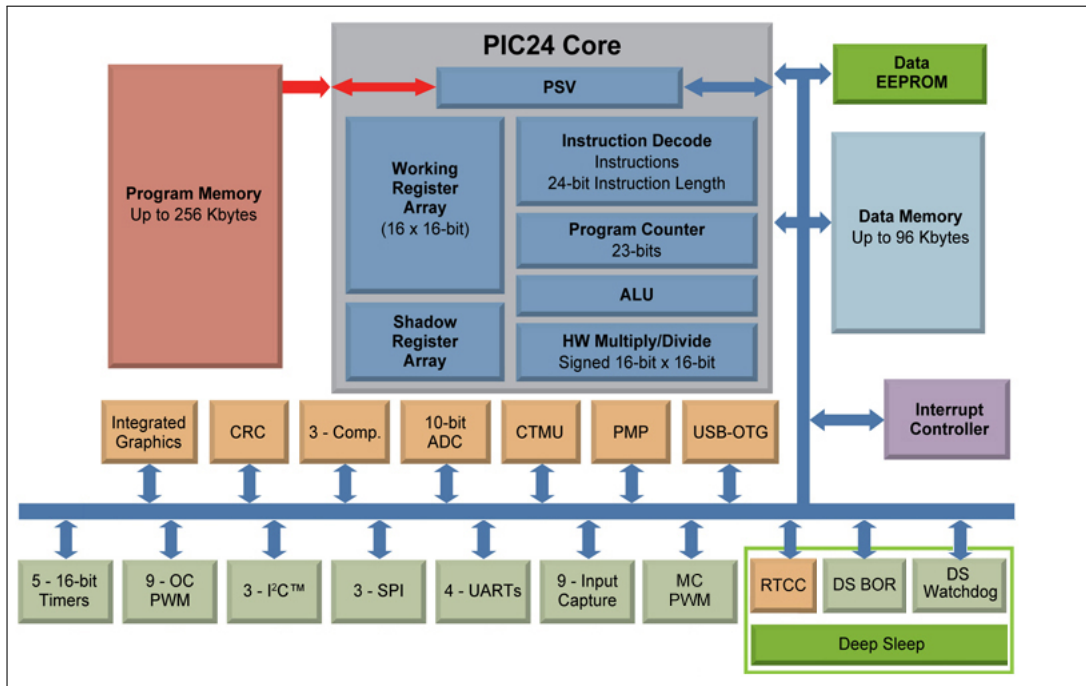 PIC24 Core
Program Memory
Up to 256 Kbytes
PSV
Working
Register
Array
(16 x 16-bit)
Shadow
Register
Array
Instruction Decode
Instructions
24-bit Instruction Length
Program Counter
23-bits
ALU
HW Multiply/Divide
Signed 16-bit x 16-bit
Data
EEPROM
Data Memory
Up to 96 Kbytes
Interrupt
Controller
Integrated
Graphics
CRC
3 - Comp.
10-bit
ADC
CTMU
PMP
USB-OTG
5 - 16-bit
Timers
9 - OC
PWM
3 - I²C™
3 - SPI
4 - UARTs
9 - Input
Capture
MC
PWM
RTCC
DS BOR
DS
Watchdog
Deep Sleep